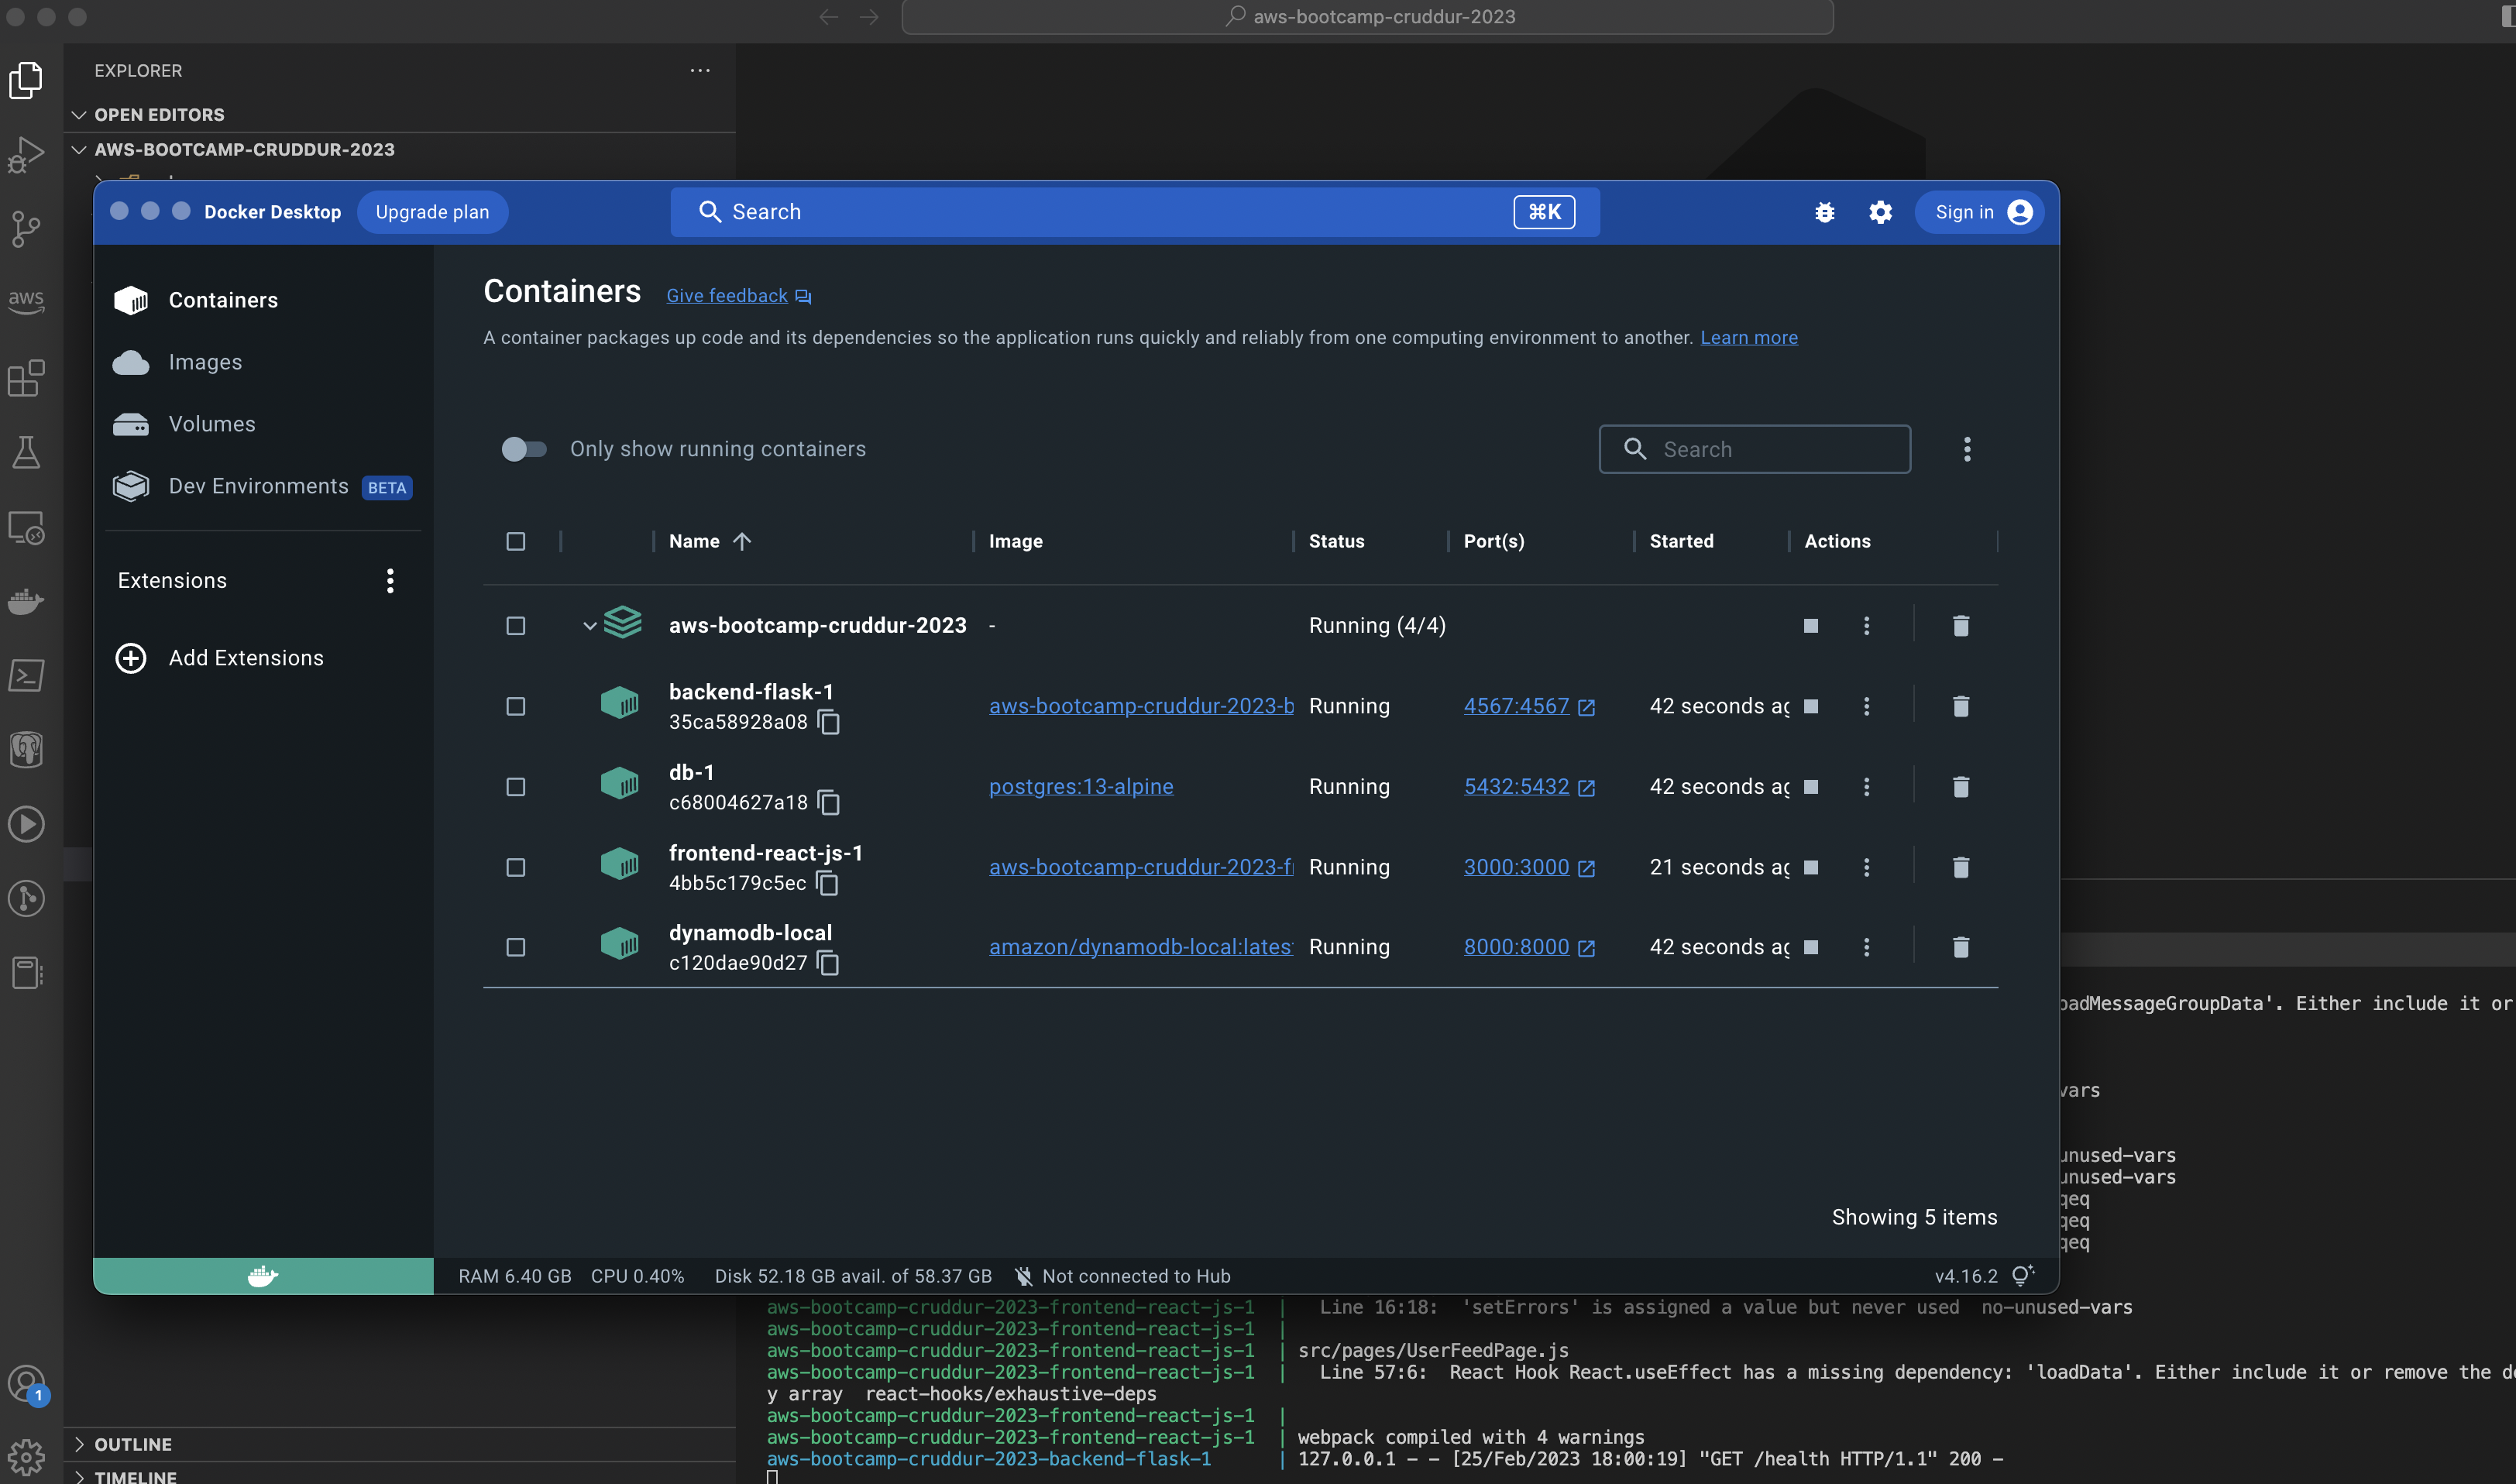 aws-bootcamp-cruddur-2023
EXPLORER
OPEN EDITORS
AWS-BOOTCAMP-CRUDDUR-2023
aws
Docker Desktop
Upgrade plan
Search
⌘K
Sign in
Containers
Images
Volumes
Dev Environments BETA
Extensions
Add Extensions
Containers Give feedback
A container packages up code and its dependencies so the application runs quickly and reliably from one computing environment to another. Learn more
Only show running containers
Search
Name Image Status Port(s) Started Actions
aws-bootcamp-cruddur-2023 - Running (4/4)
backend-flask-1
35ca58928a08
aws-bootcamp-cruddur-2023-b Running 4567:4567 42 seconds ag
db-1
c68004627a18
postgres:13-alpine Running 5432:5432 42 seconds ag
frontend-react-js-1
4bb5c179c5ec
aws-bootcamp-cruddur-2023-f Running 3000:3000 21 seconds ag
dynamodb-local
c120dae90d27
amazon/dynamodb-local:latest Running 8000:8000 42 seconds ag
Showing 5 items
RAM 6.40 GB CPU 0.40% Disk 52.18 GB avail. of 58.37 GB Not connected to Hub
v4.16.2
oadMessageGroupData'. Either include it or
vars
unused-vars
unused-vars
qeq
qeq
qeq
aws-bootcamp-cruddur-2023-frontend-react-js-1 | Line 16:18: 'setErrors' is assigned a value but never used no-unused-vars
aws-bootcamp-cruddur-2023-frontend-react-js-1 |
aws-bootcamp-cruddur-2023-frontend-react-js-1 | src/pages/UserFeedPage.js
aws-bootcamp-cruddur-2023-frontend-react-js-1 | Line 57:6: React Hook React.useEffect has a missing dependency: 'loadData'. Either include it or remove the de
y array react-hooks/exhaustive-deps
aws-bootcamp-cruddur-2023-frontend-react-js-1 |
aws-bootcamp-cruddur-2023-frontend-react-js-1 | webpack compiled with 4 warnings
aws-bootcamp-cruddur-2023-backend-flask-1 | 127.0.0.1 - - [25/Feb/2023 18:00:19] "GET /health HTTP/1.1" 200 -
1
OUTLINE
TIMELINE